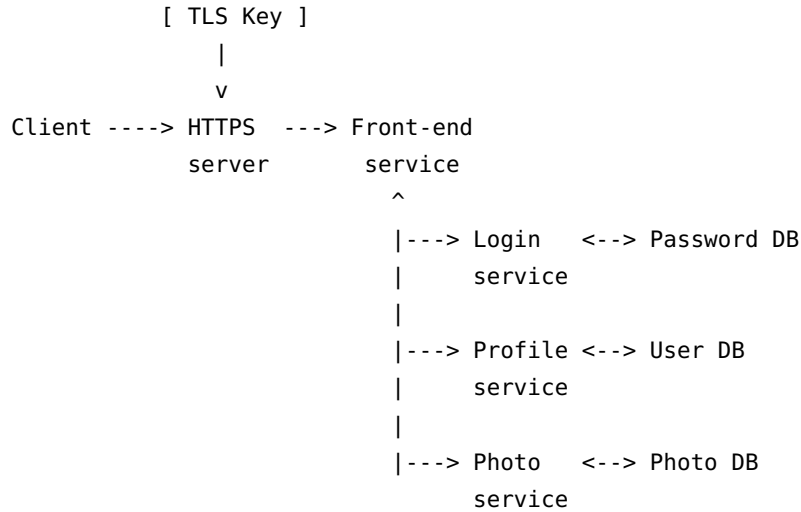 [ TLS Key ]
|
v
Client ----> HTTPS ---> Front-end
server service
^
|---> Login <--> Password DB
| service
|
|---> Profile <--> User DB
| service
|
|---> Photo <--> Photo DB
service